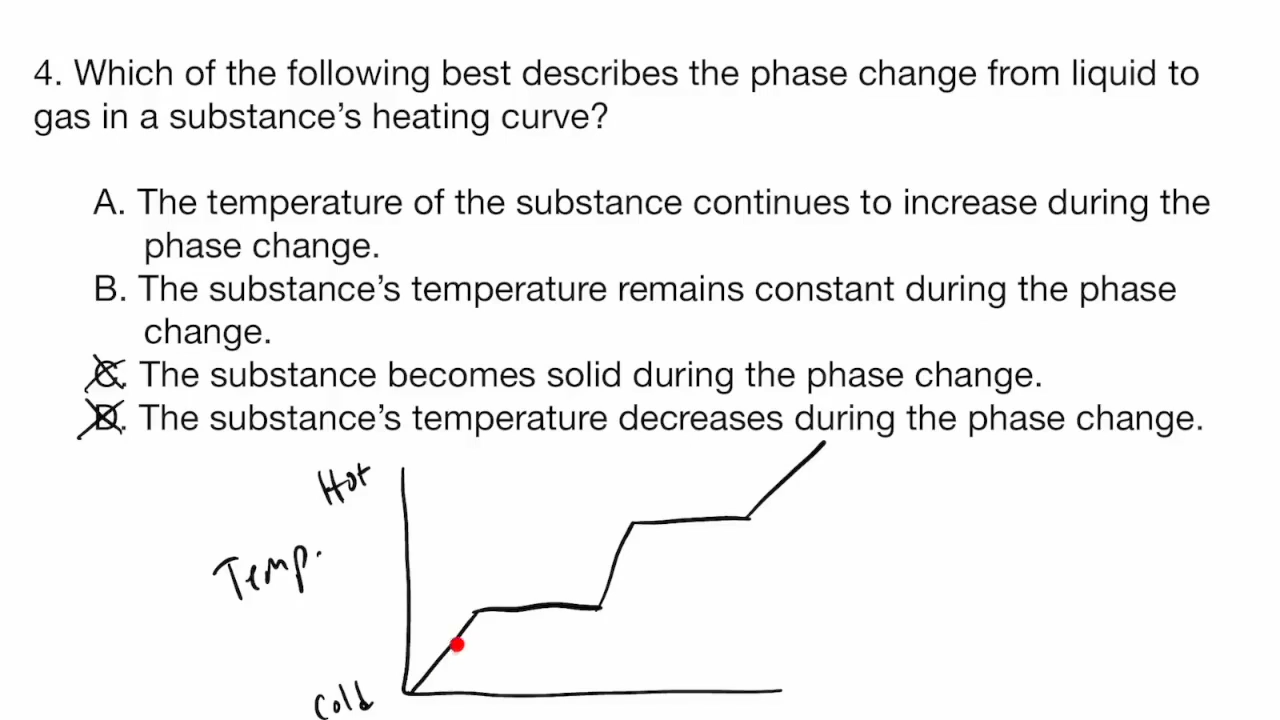 4. Which of the following best describes the phase change from liquid to
gas in a substance’s heating curve?
A. The temperature of the substance continues to increase during the
phase change.
B. The substance’s temperature remains constant during the phase
change.
C. The substance becomes solid during the phase change.
D. The substance’s temperature decreases during the phase change.
Hot
Temp.
Cold